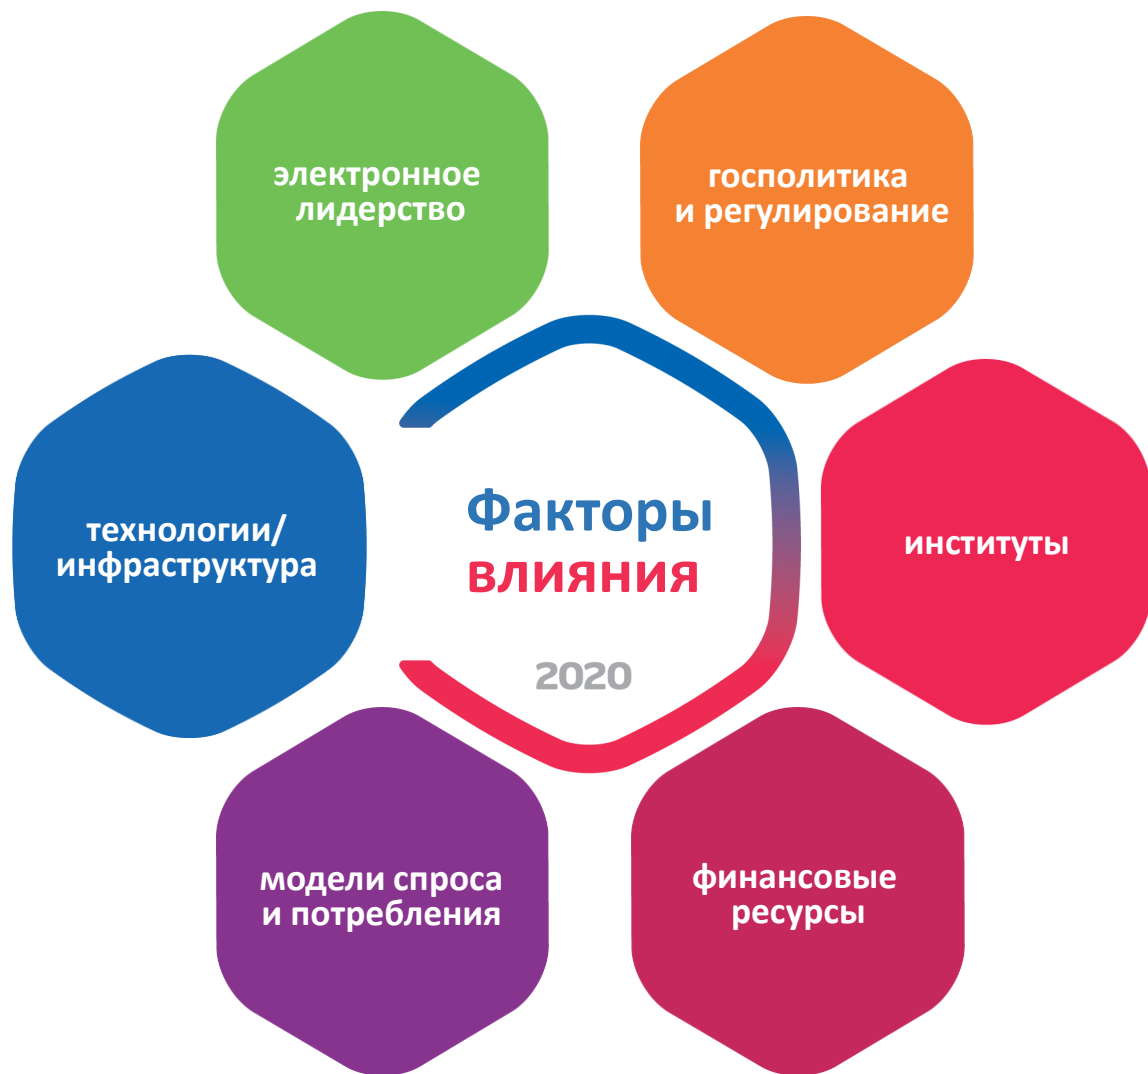 электронное
лидерство
госполитика
и регулирование
технологии/
инфраструктура
Факторы
влияния
2020
институты
модели спроса
и потребления
финансовые
ресурсы